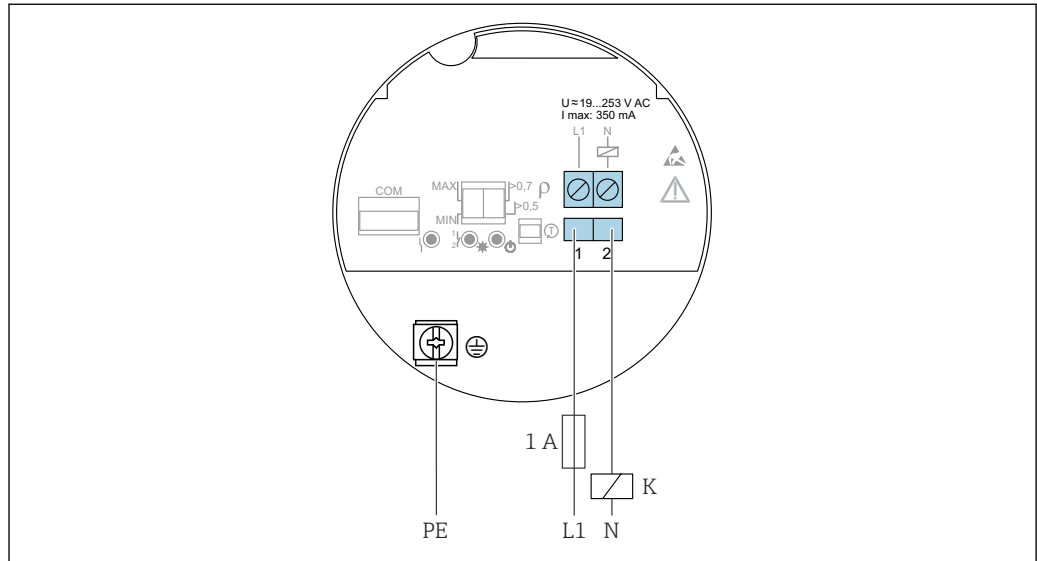 U ≈ 19...253 V AC
I max: 350 mA
L1 N
COM
MAX >0,7 ρ
>0,5
MIN
1
2
T
1 2
1 A
K
PE L1 N